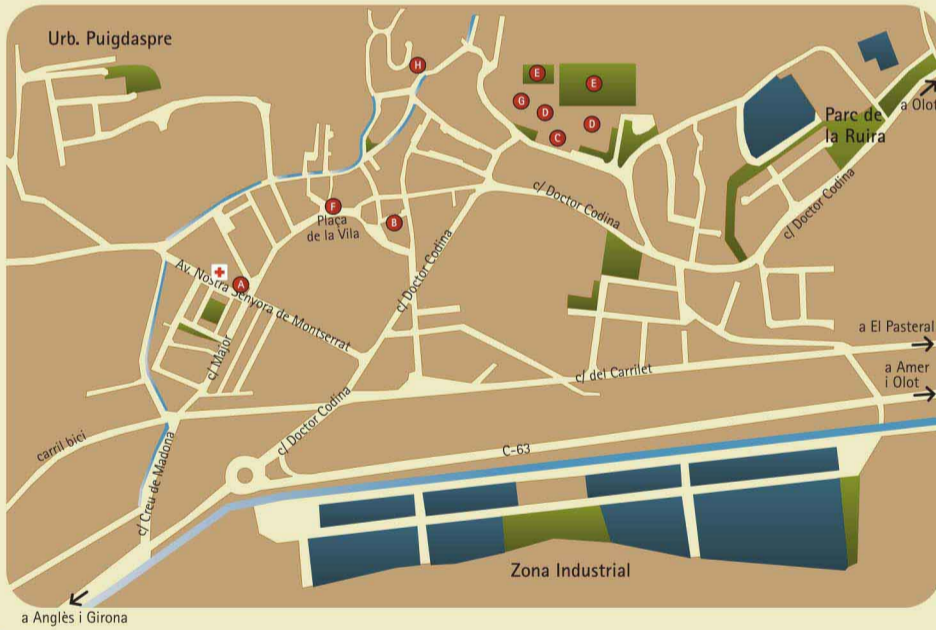 Urb. Puigdaspre
H
E
E
G
D
D
C
a Olot
Parc de
la Ruira
c/ Doctor Codina
c/ Doctor Codina
F
Plaça
de la Vila
B
c/ Doctor Codina
A
Av. Nostra Senyora de Montserrat
c/ Major
a El Pasteral
a Amer
i Olot
c/ del Carrilet
c/ Doctor Codina
carril bici
c/ Creu de Madona
C-63
Zona Industrial
a Anglès i Girona